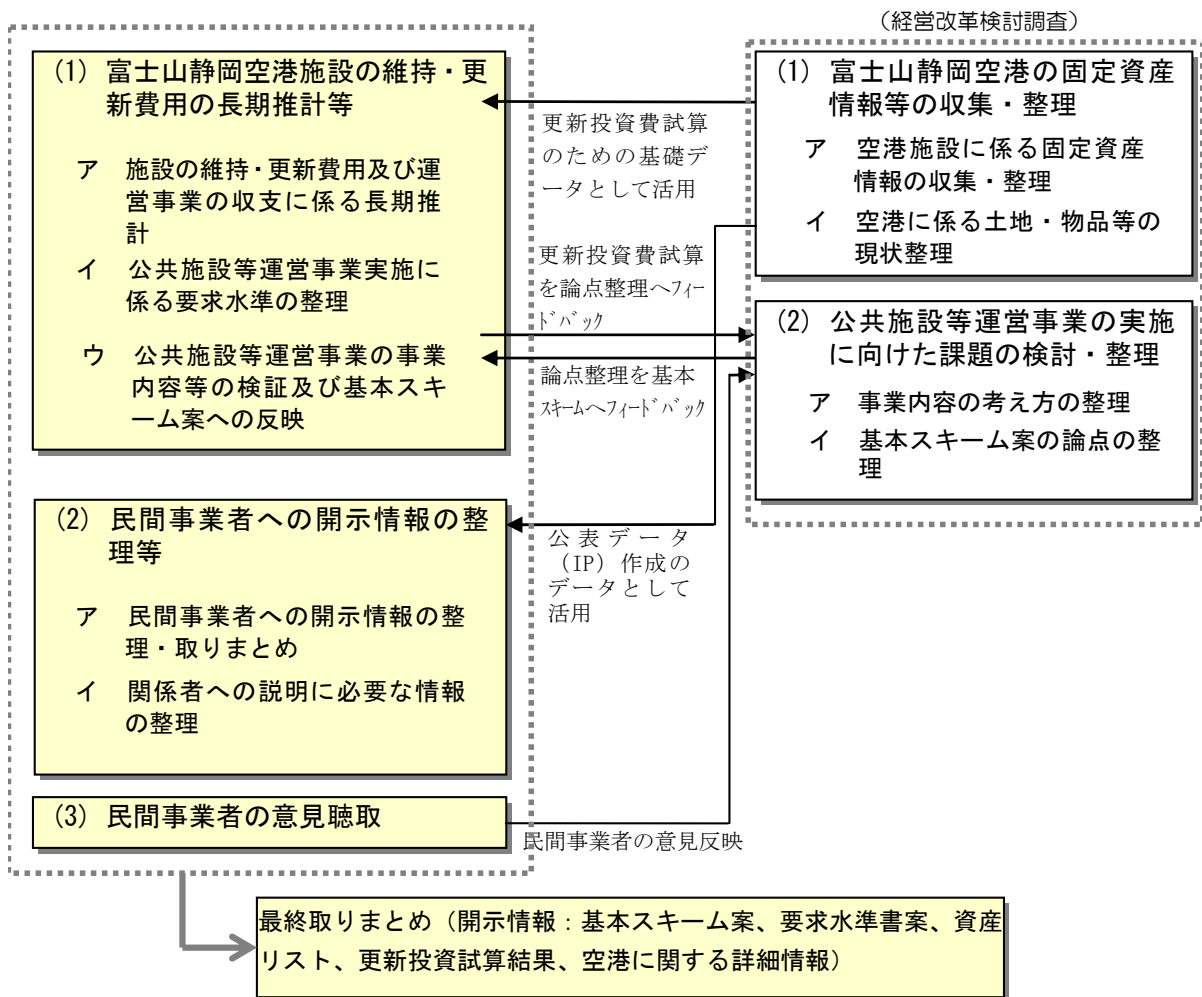 （経営改革検討調査）
(1) 富士山静岡空港施設の維持・更
新費用の長期推計等
ア 施設の維持・更新費用及び運
営事業の収支に係る長期推
計
イ 公共施設等運営事業実施に
係る要求水準の整理
ウ 公共施設等運営事業の事業
内容等の検証及び基本スキ
ーム案への反映
(2) 民間事業者への開示情報の整
理等
ア 民間事業者への開示情報の整
理・取りまとめ
イ 関係者への説明に必要な情報
の整理
(3) 民間事業者の意見聴取
更新投資費試算
のための基礎デ
ータとして活用
更新投資費試算
を論点整理へフィー
ドバック
論点整理を基本
スキームへフィードバック
公表データ
（IP）作成の
データとして
活用
民間事業者の意見反映
(1) 富士山静岡空港の固定資産
情報等の収集・整理
ア 空港施設に係る固定資産
情報の収集・整理
イ 空港に係る土地・物品等の
現状整理
(2) 公共施設等運営事業の実施
に向けた課題の検討・整理
ア 事業内容の考え方の整理
イ 基本スキーム案の論点の整
理
最終取りまとめ（開示情報：基本スキーム案、要求水準書案、資産
リスト、更新投資試算結果、空港に関する詳細情報）